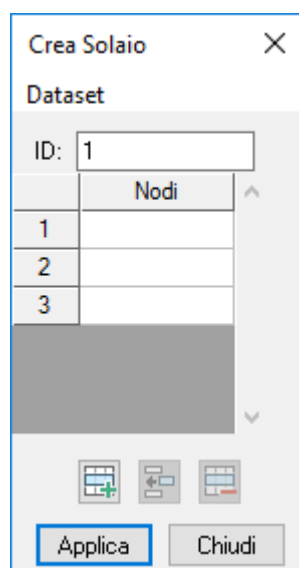 Crea Solaio
Dataset
ID: 1
Nodi
1
2
3
Applica Chiudi